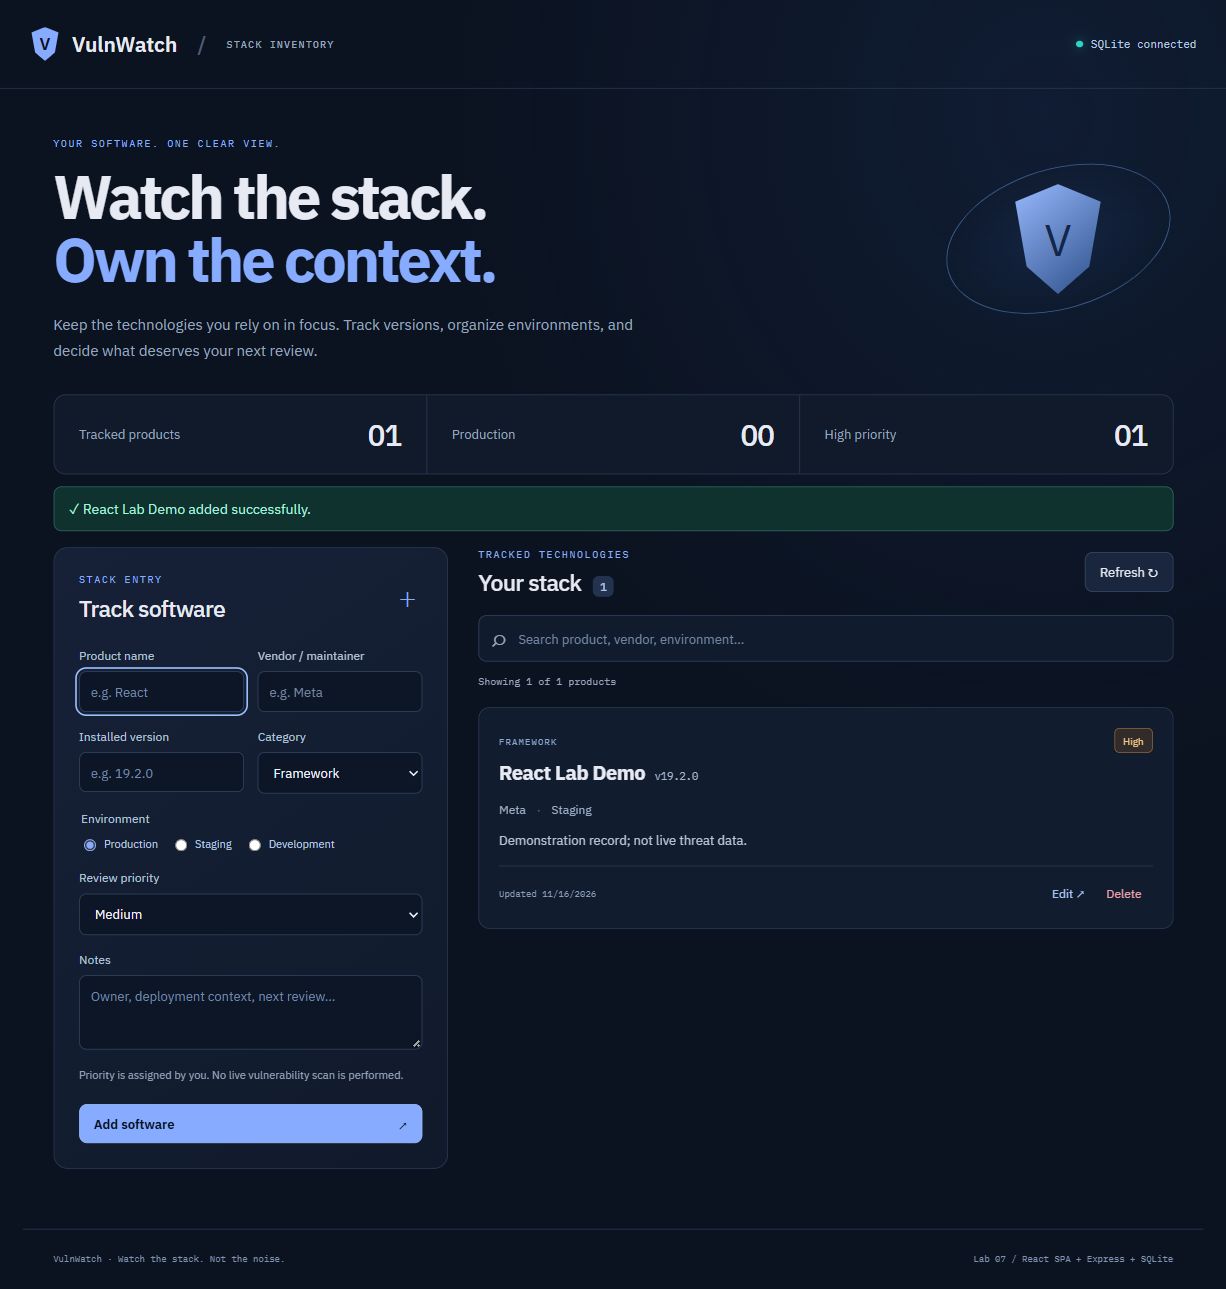 V VulnWatch / STACK INVENTORY
SQLite connected
YOUR SOFTWARE. ONE CLEAR VIEW.
Watch the stack.
Own the context.
V
Keep the technologies you rely on in focus. Track versions, organize environments, and
decide what deserves your next review.
Tracked products 01
Production 00
High priority 01
✓ React Lab Demo added successfully.
STACK ENTRY
Track software
+
Product name
e.g. React
Vendor / maintainer
e.g. Meta
Installed version
e.g. 19.2.0
Category
Framework
Environment
Production Staging Development
Review priority
Medium
Notes
Owner, deployment context, next review...
Priority is assigned by you. No live vulnerability scan is performed.
Add software ↗
TRACKED TECHNOLOGIES
Your stack 1
Refresh ↻
Search product, vendor, environment...
Showing 1 of 1 products
FRAMEWORK
High
React Lab Demo v19.2.0
Meta · Staging
Demonstration record; not live threat data.
Updated 11/16/2026
Edit ↗ Delete
VulnWatch · Watch the stack. Not the noise.
Lab 07 / React SPA + Express + SQLite